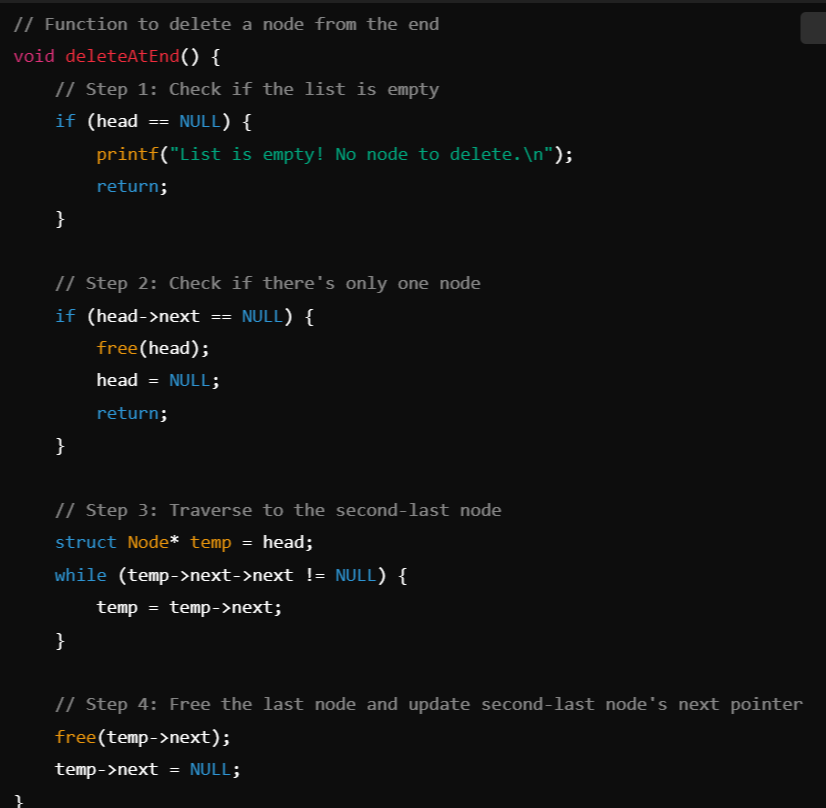 // Function to delete a node from the end
void deleteAtEnd() {
    // Step 1: Check if the list is empty
    if (head == NULL) {
        printf("List is empty! No node to delete.\n");
        return;
    }

    // Step 2: Check if there's only one node
    if (head->next == NULL) {
        free(head);
        head = NULL;
        return;
    }

    // Step 3: Traverse to the second-last node
    struct Node* temp = head;
    while (temp->next->next != NULL) {
        temp = temp->next;
    }

    // Step 4: Free the last node and update second-last node's next pointer
    free(temp->next);
    temp->next = NULL;
}